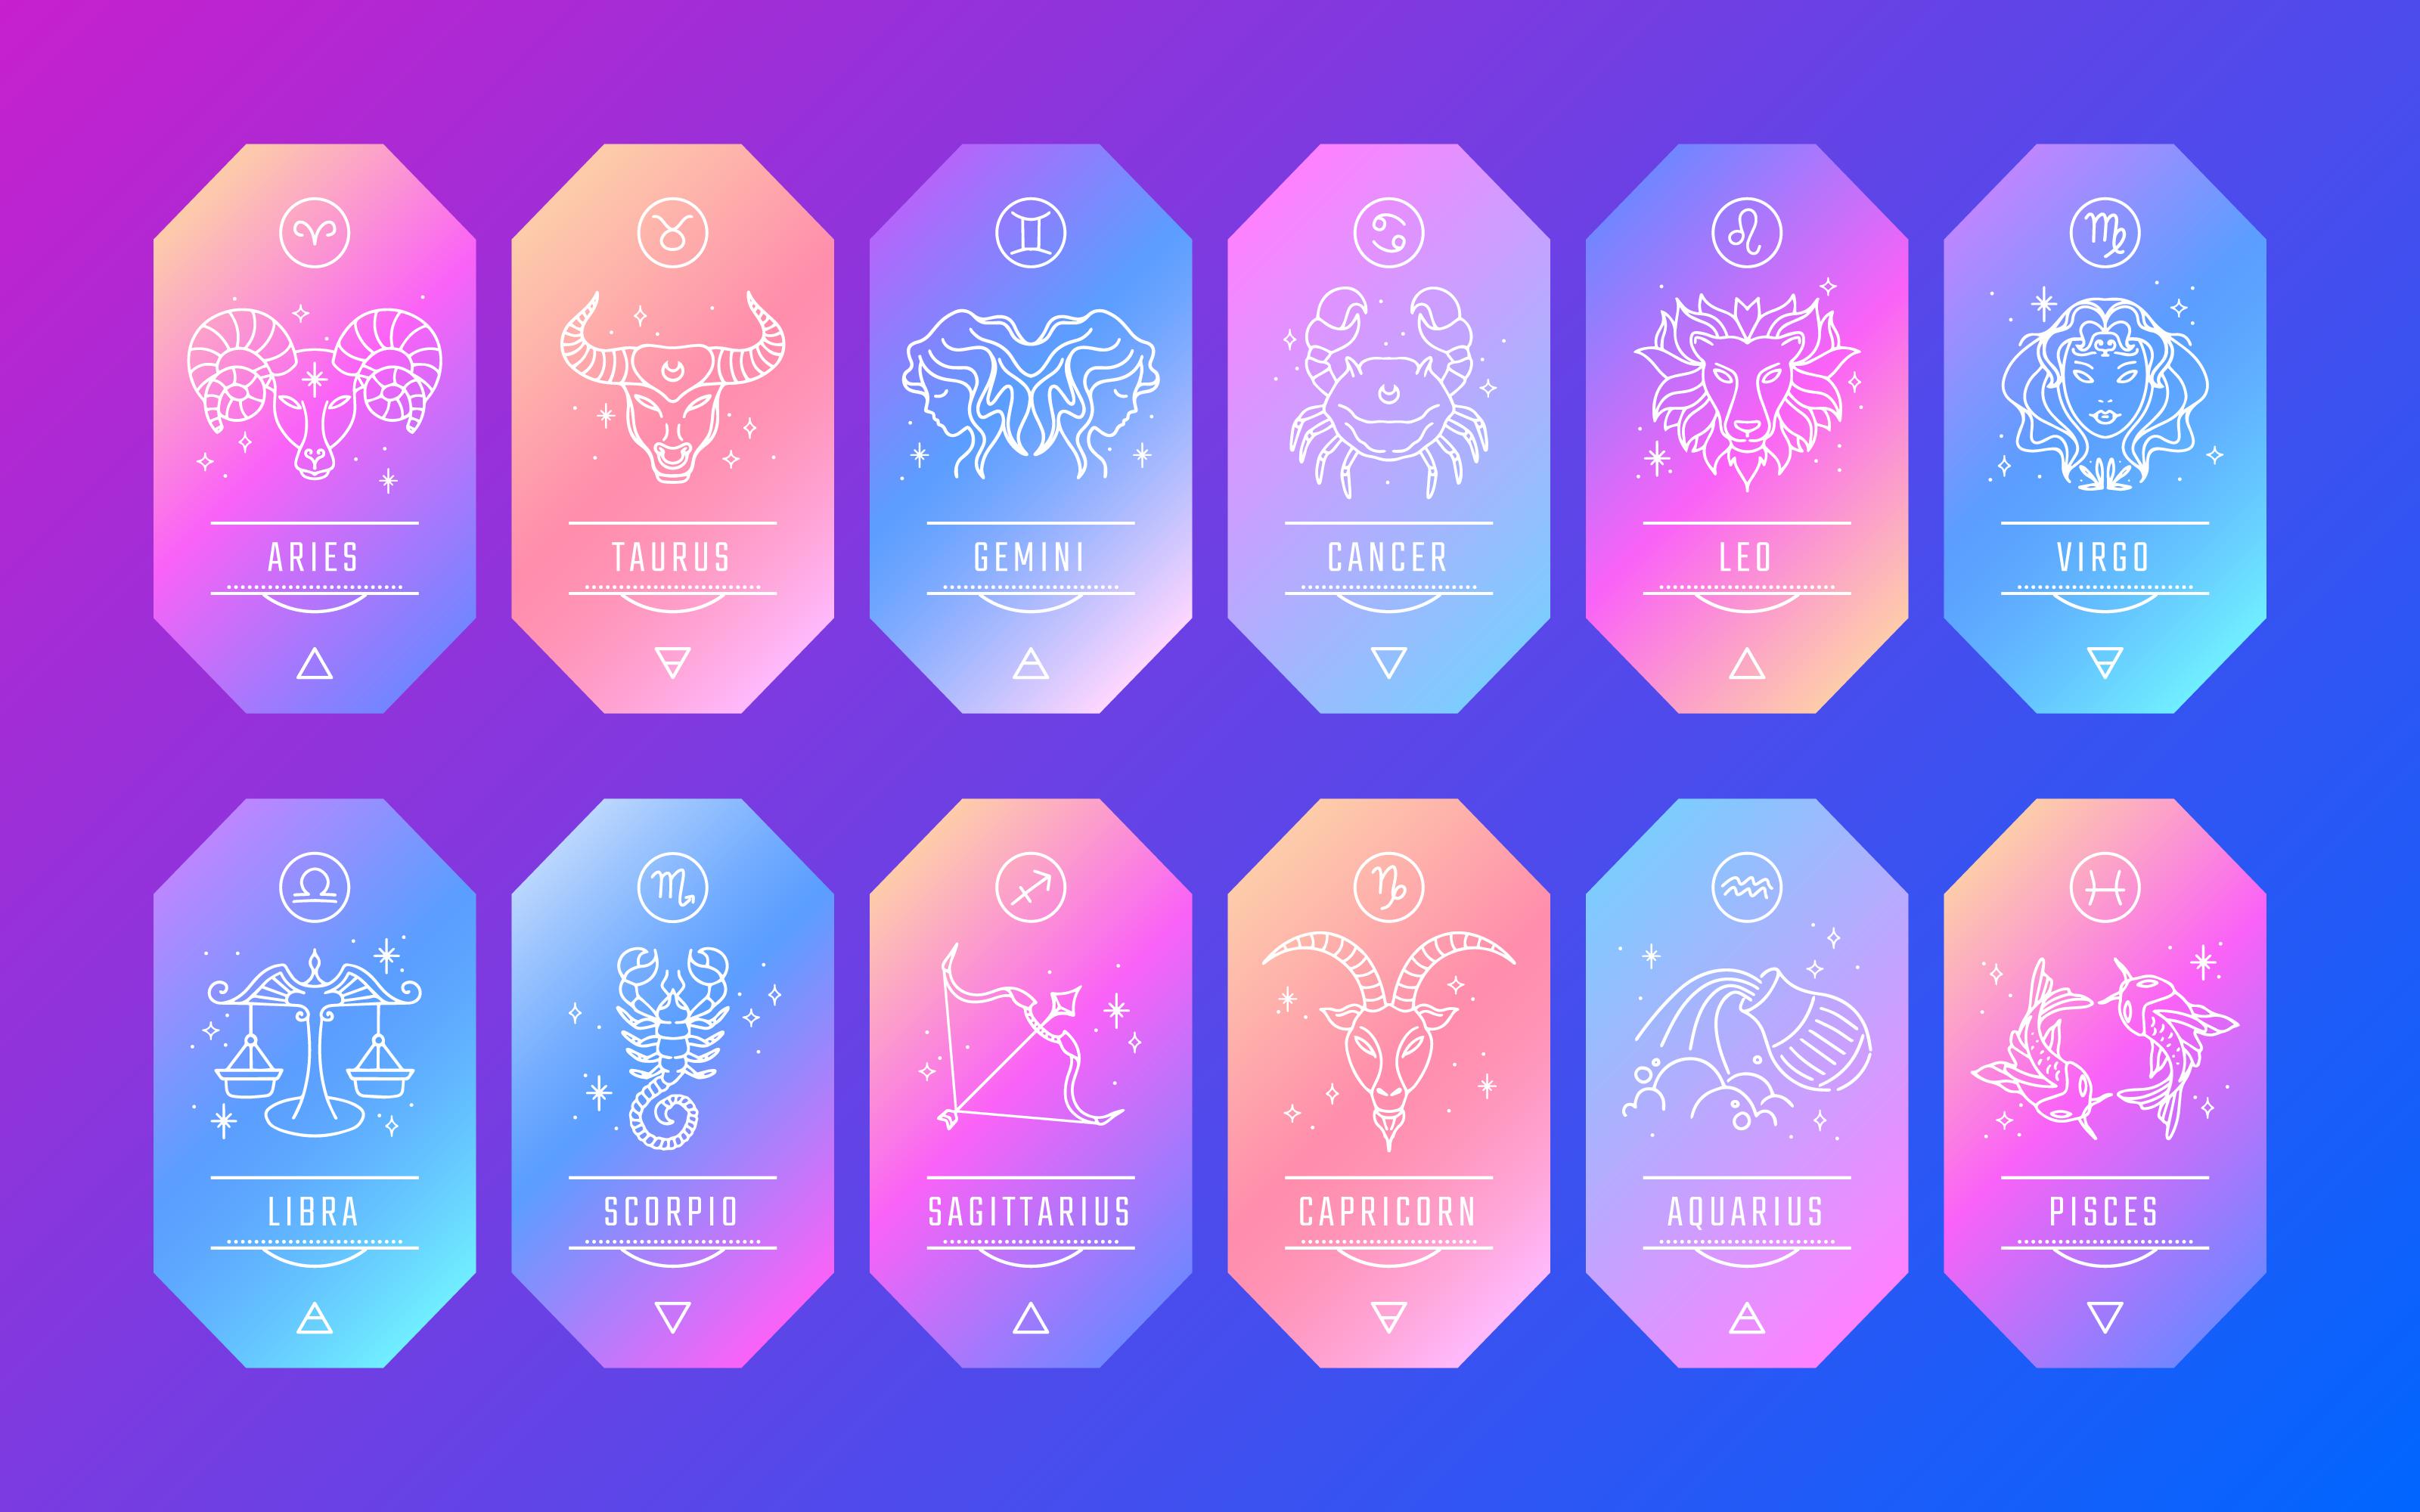 ARIES
TAURUS
GEMINI
CANCER
LEO
VIRGO
LIBRA
SCORPIO
SAGITTARIUS
CAPRICORN
AQUARIUS
PISCES